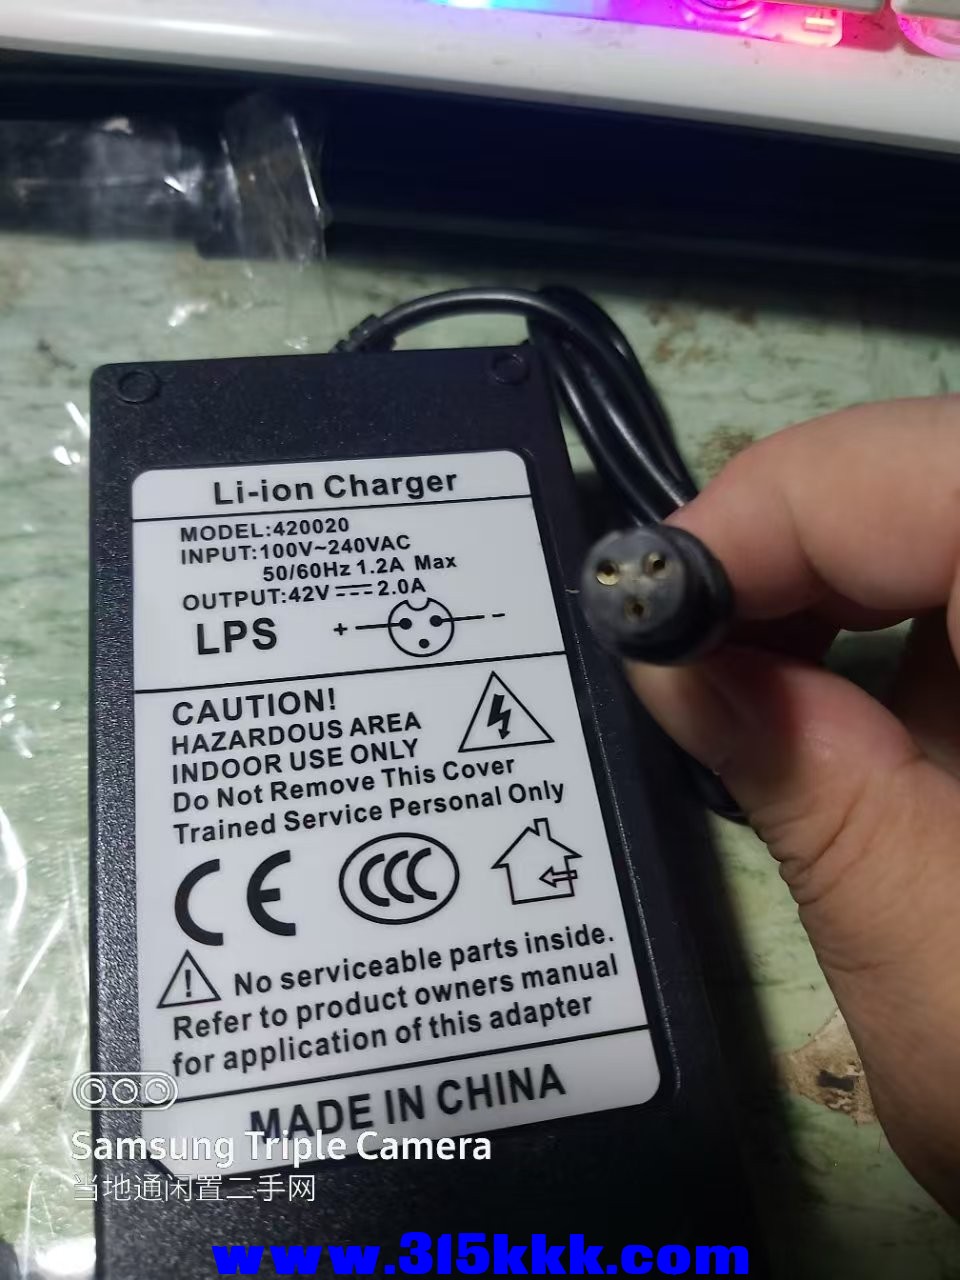 Li-ion Charger
MODEL:420020
INPUT:100V~240VAC
50/60Hz 1.2A Max
OUTPUT:42V⎓2.0A
LPS
+ -
CAUTION!
HAZARDOUS AREA
INDOOR USE ONLY
Do Not Remove This Cover
Trained Service Personal Only
CE CCC
! No serviceable parts inside.
Refer to product owners manual
for application of this adapter
MADE IN CHINA
Samsung Triple Camera
当地通闲置二手网
www.315kkk.com